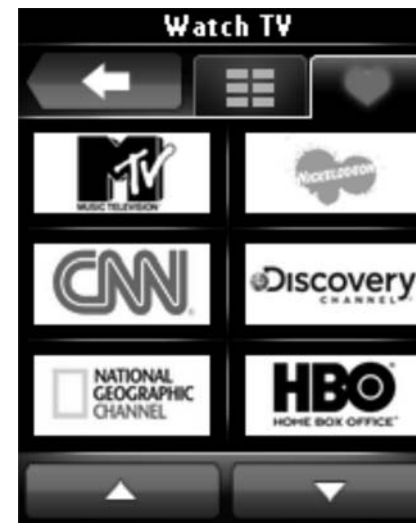 Watch TV
MTV
MUSIC TELEVISION
NICKELODEON
CNN
Discovery
CHANNEL
NATIONAL
GEOGRAPHIC
CHANNEL
HBO
HOME BOX OFFICE